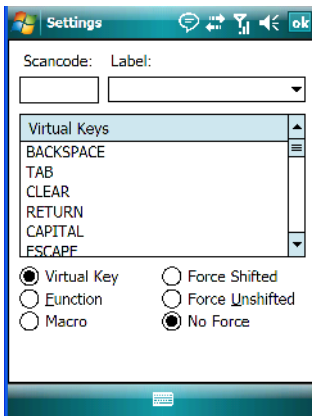 Settings
ok
Scancode: Label:
Virtual Keys
BACKSPACE
TAB
CLEAR
RETURN
CAPITAL
ESCAPE
Virtual Key Force Shifted
Function Force Unshifted
Macro No Force